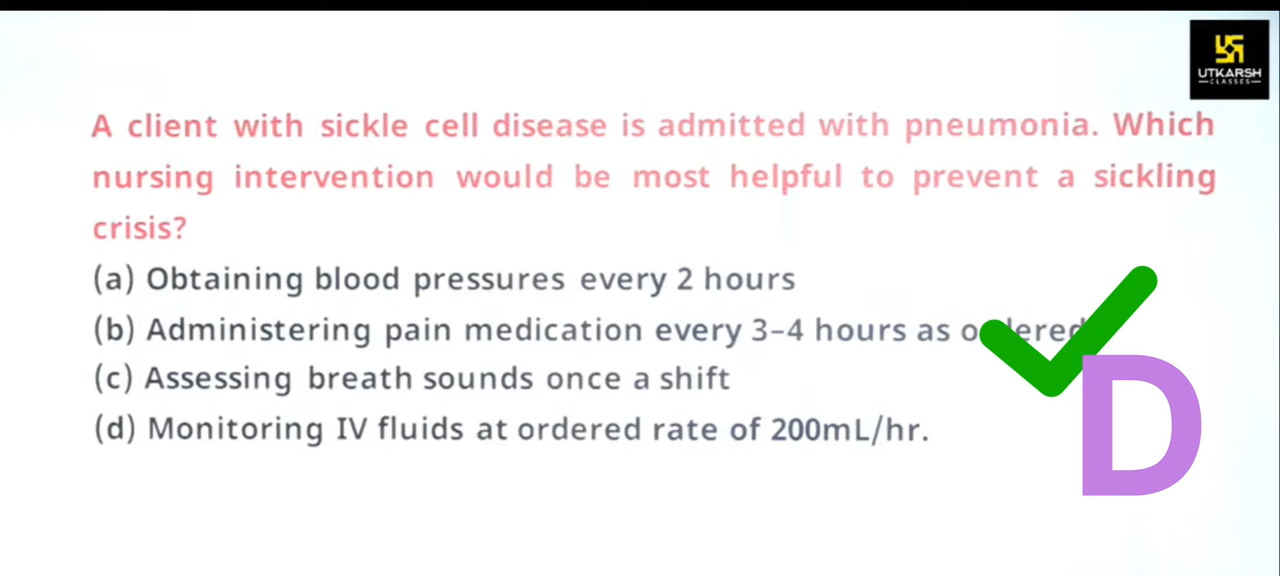 UTKARSH
CLASSES
A client with sickle cell disease is admitted with pneumonia. Which
nursing intervention would be most helpful to prevent a sickling
crisis?
(a) Obtaining blood pressures every 2 hours
(b) Administering pain medication every 3–4 hours as ordered
(c) Assessing breath sounds once a shift
(d) Monitoring IV fluids at ordered rate of 200mL/hr.
D